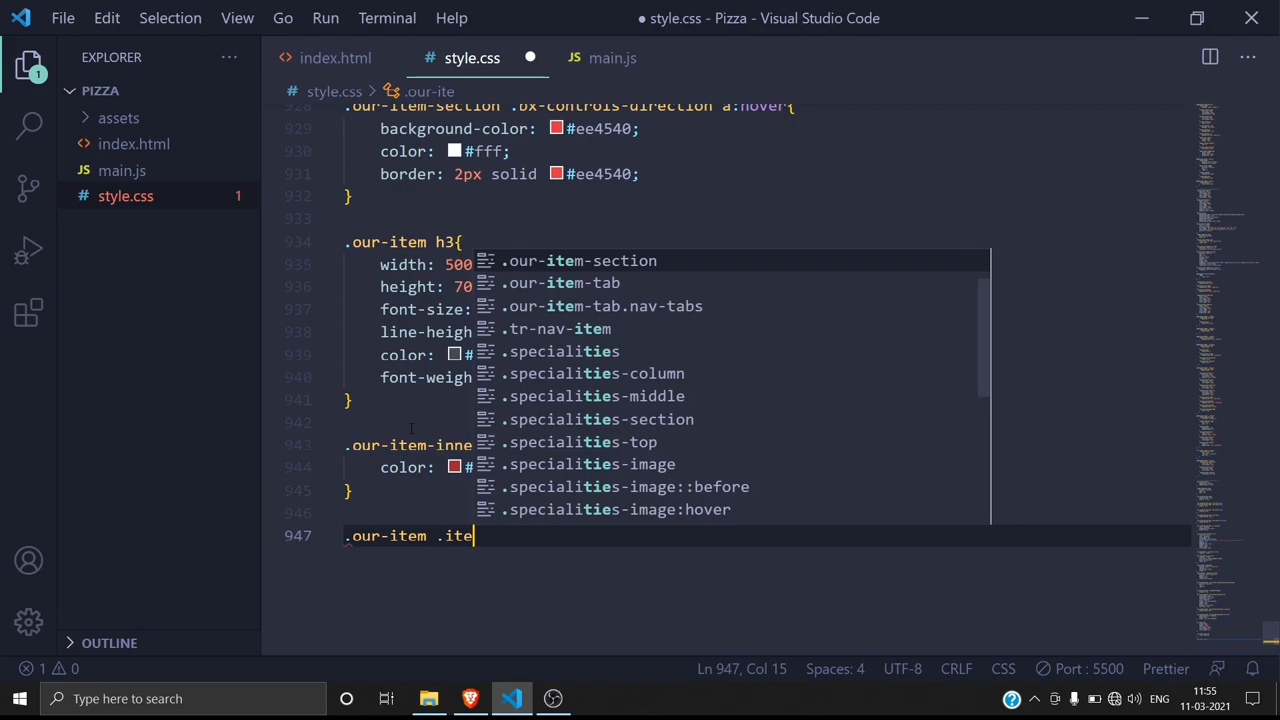 File Edit Selection View Go Run Terminal Help
● style.css - Pizza - Visual Studio Code
EXPLORER
PIZZA
assets
index.html
main.js
style.css 1
OUTLINE
1
index.html
style.css
JS main.js
# style.css > .our-ite
928 .our-item-section .bx-controls-direction a:hover{
929 background-color: #ee4540;
930 color: #fff
931 border: 2px solid #ee4540;
932 }
933
934 .our-item h3{
935 width: 500
936 height: 70
937 font-size:
938 line-heigh
939 color: #
940 font-weigh
941 }
942
943 .our-item-inne
944 color: #
945 }
946
947 .our-item .ite
our-item-section
our-item-tab
our-item-tab.nav-tabs
tr-nav-item
specialities
specialities-column
specialities-middle
specialities-section
specialities-top
specialities-image
specialities-image::before
specialities-image:hover
1 0
Ln 947, Col 15 Spaces: 4 UTF-8 CRLF CSS Port : 5500 Prettier
Type here to search
ENG
11:55
11-03-2021